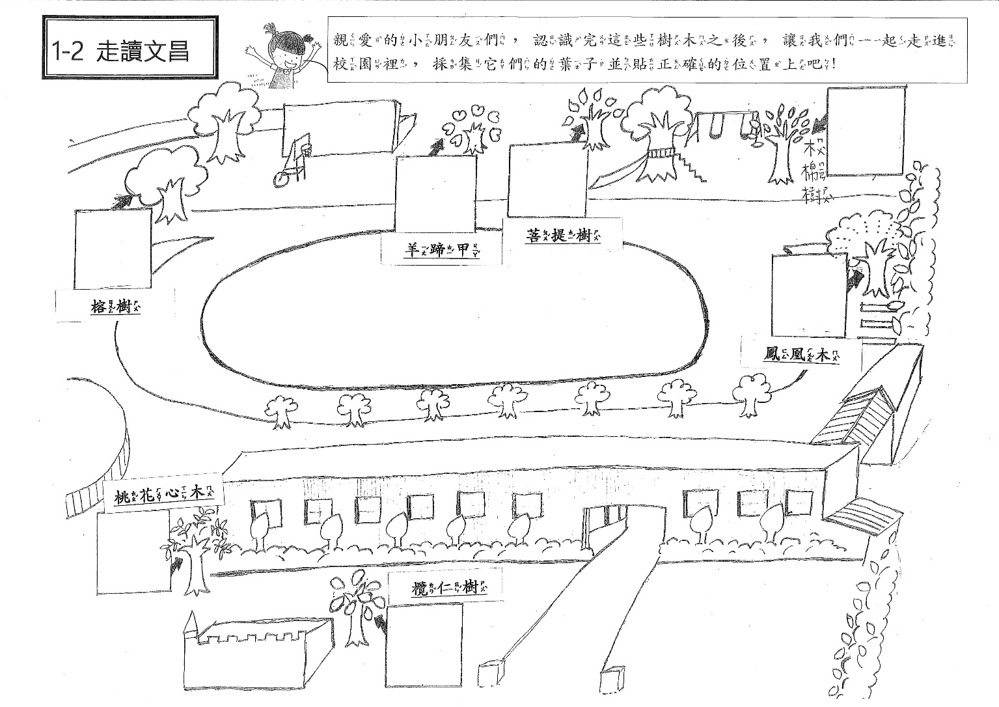 1-2 走讀文昌
親愛的小朋友們，認識完這些樹木之後，讓我們一一起走進
校園裡，採集它們的葉子並貼正確的位置上吧！
木
棉
樹
菩提樹
羊蹄甲
榕樹
鳳凰木
桃花心木
欖仁樹